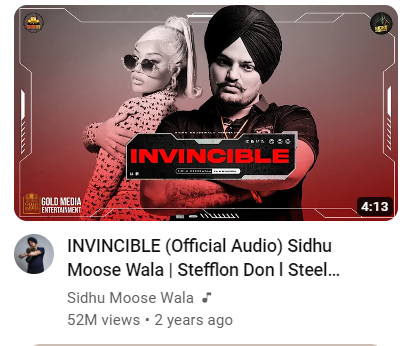 INVINCIBLE
GOLD MEDIA
ENTERTAINMENT
4:13
INVINCIBLE (Official Audio) Sidhu
Moose Wala | Stefflon Don l Steel...
Sidhu Moose Wala
52M views • 2 years ago